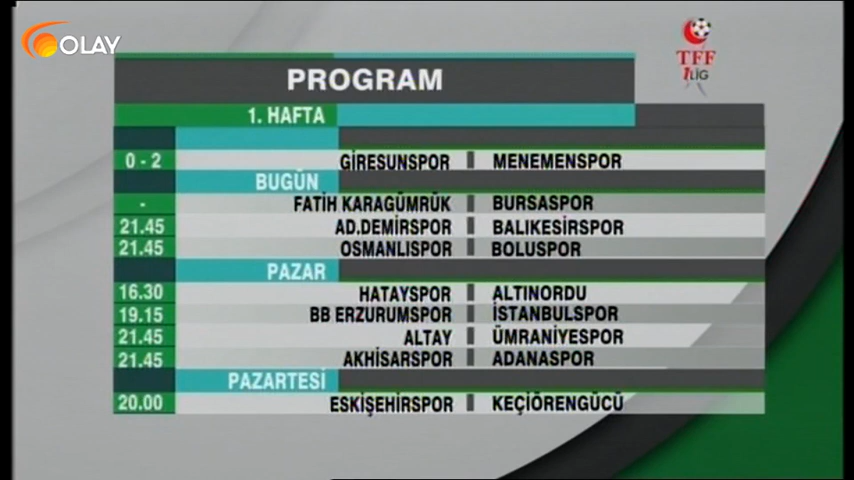 OLAY
TFF
1.LİG
PROGRAM
1. HAFTA
0 - 2 GİRESUNSPOR MENEMENSPOR
BUGÜN
- FATİH KARAGÜMRÜK BURSASPOR
21.45 AD.DEMİRSPOR BALIKESİRSPOR
21.45 OSMANLISPOR BOLUSPOR
PAZAR
16.30 HATAYSPOR ALTINORDU
19.15 BB ERZURUMSPOR İSTANBULSPOR
21.45 ALTAY ÜMRANİYESPOR
21.45 AKHİSARSPOR ADANASPOR
PAZARTESİ
20.00 ESKİŞEHİRSPOR KEÇİÖRENGÜCÜ